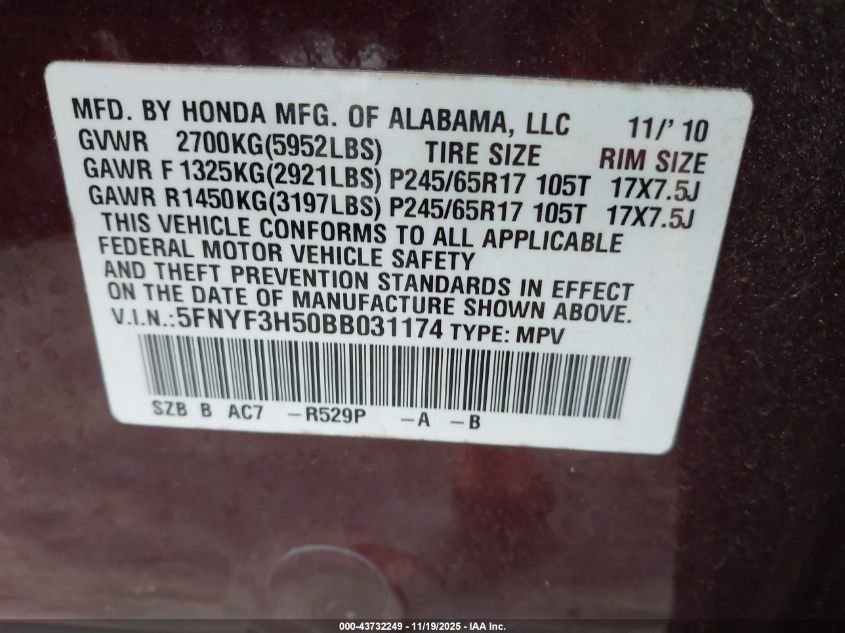 MFD. BY HONDA MFG. OF ALABAMA, LLC 11/' 10
GVWR 2700KG(5952LBS) TIRE SIZE RIM SIZE
GAWR F 1325KG(2921LBS) P245/65R17 105T 17X7.5J
GAWR R1450KG(3197LBS) P245/65R17 105T 17X7.5J
THIS VEHICLE CONFORMS TO ALL APPLICABLE
FEDERAL MOTOR VEHICLE SAFETY
AND THEFT PREVENTION STANDARDS IN EFFECT
ON THE DATE OF MANUFACTURE SHOWN ABOVE.
V.I.N.:5FNYF3H50BB031174 TYPE: MPV
SZB B AC7 -R529P -A -B
000-43732249 - 11/19/2025 - IAA Inc.